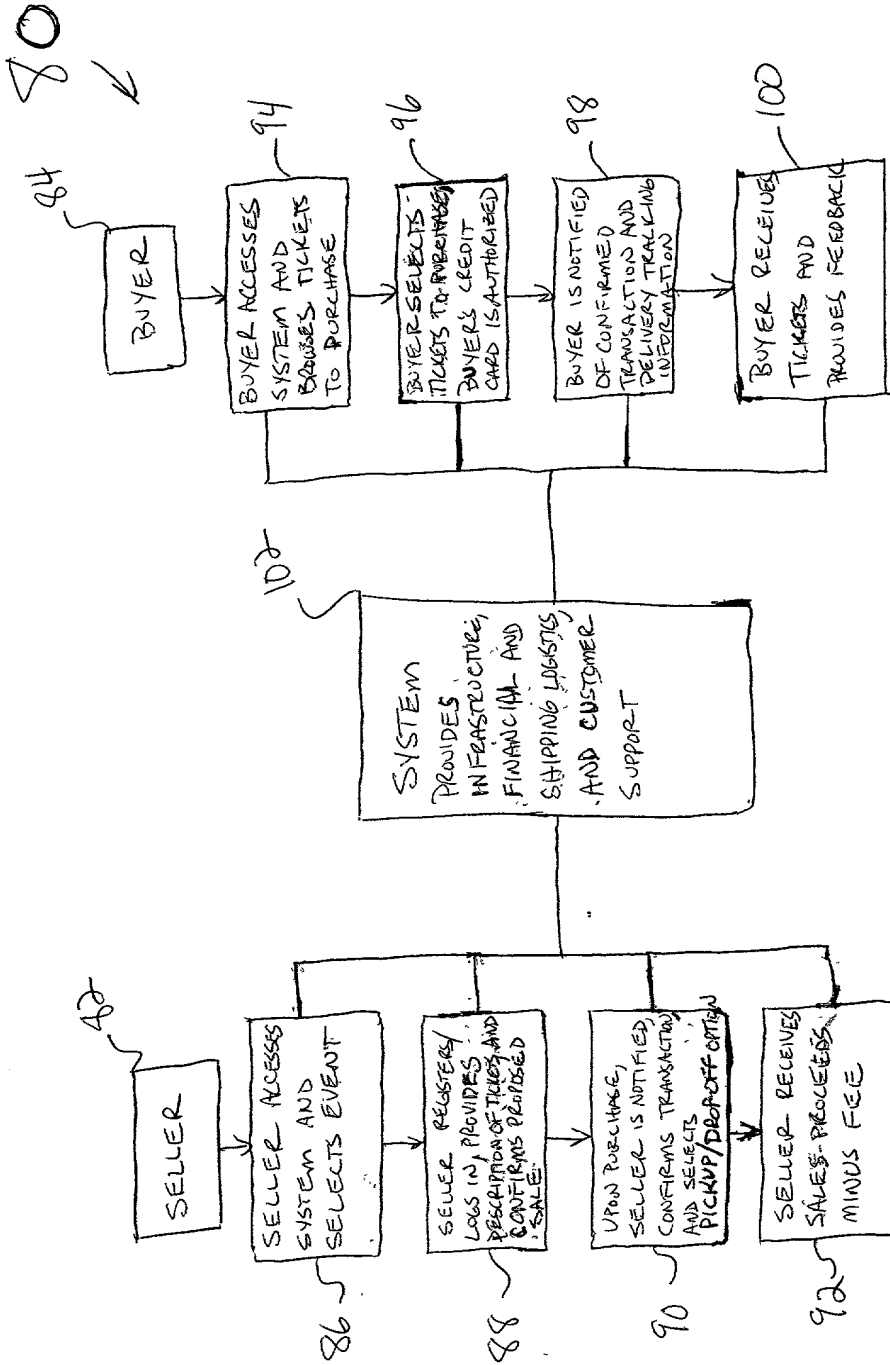 80
SELLER
82
SELLER ACCESSES
SYSTEM AND
SELECTS EVENT
86
SELLER REGISTERS/
LOGS IN, PROVIDES
DESCRIPTION OF TICKETS, AND
CONFIRMS PROPOSED
SALE
88
UPON PURCHASE,
SELLER IS NOTIFIED,
CONFIRMS TRANSACTION,
AND SELECTS
PICKUP/DROP-OFF OPTION
90
SELLER RECEIVES
SALES PROCEEDS
MINUS FEE
92
SYSTEM
PROVIDES
INFRASTRUCTURE,
FINANCIAL AND
SHIPPING LOGISTICS,
AND CUSTOMER
SUPPORT
102
BUYER
84
BUYER ACCESSES
SYSTEM AND
BROWSES TICKETS
TO PURCHASE
94
BUYER SELECTS
TICKETS TO PURCHASE,
BUYER'S CREDIT
CARD IS AUTHORIZED
96
BUYER IS NOTIFIED
OF CONFIRMED
TRANSACTION AND
DELIVERY TRACKING
INFORMATION
98
BUYER RECEIVES
TICKETS AND
PROVIDES FEEDBACK
100